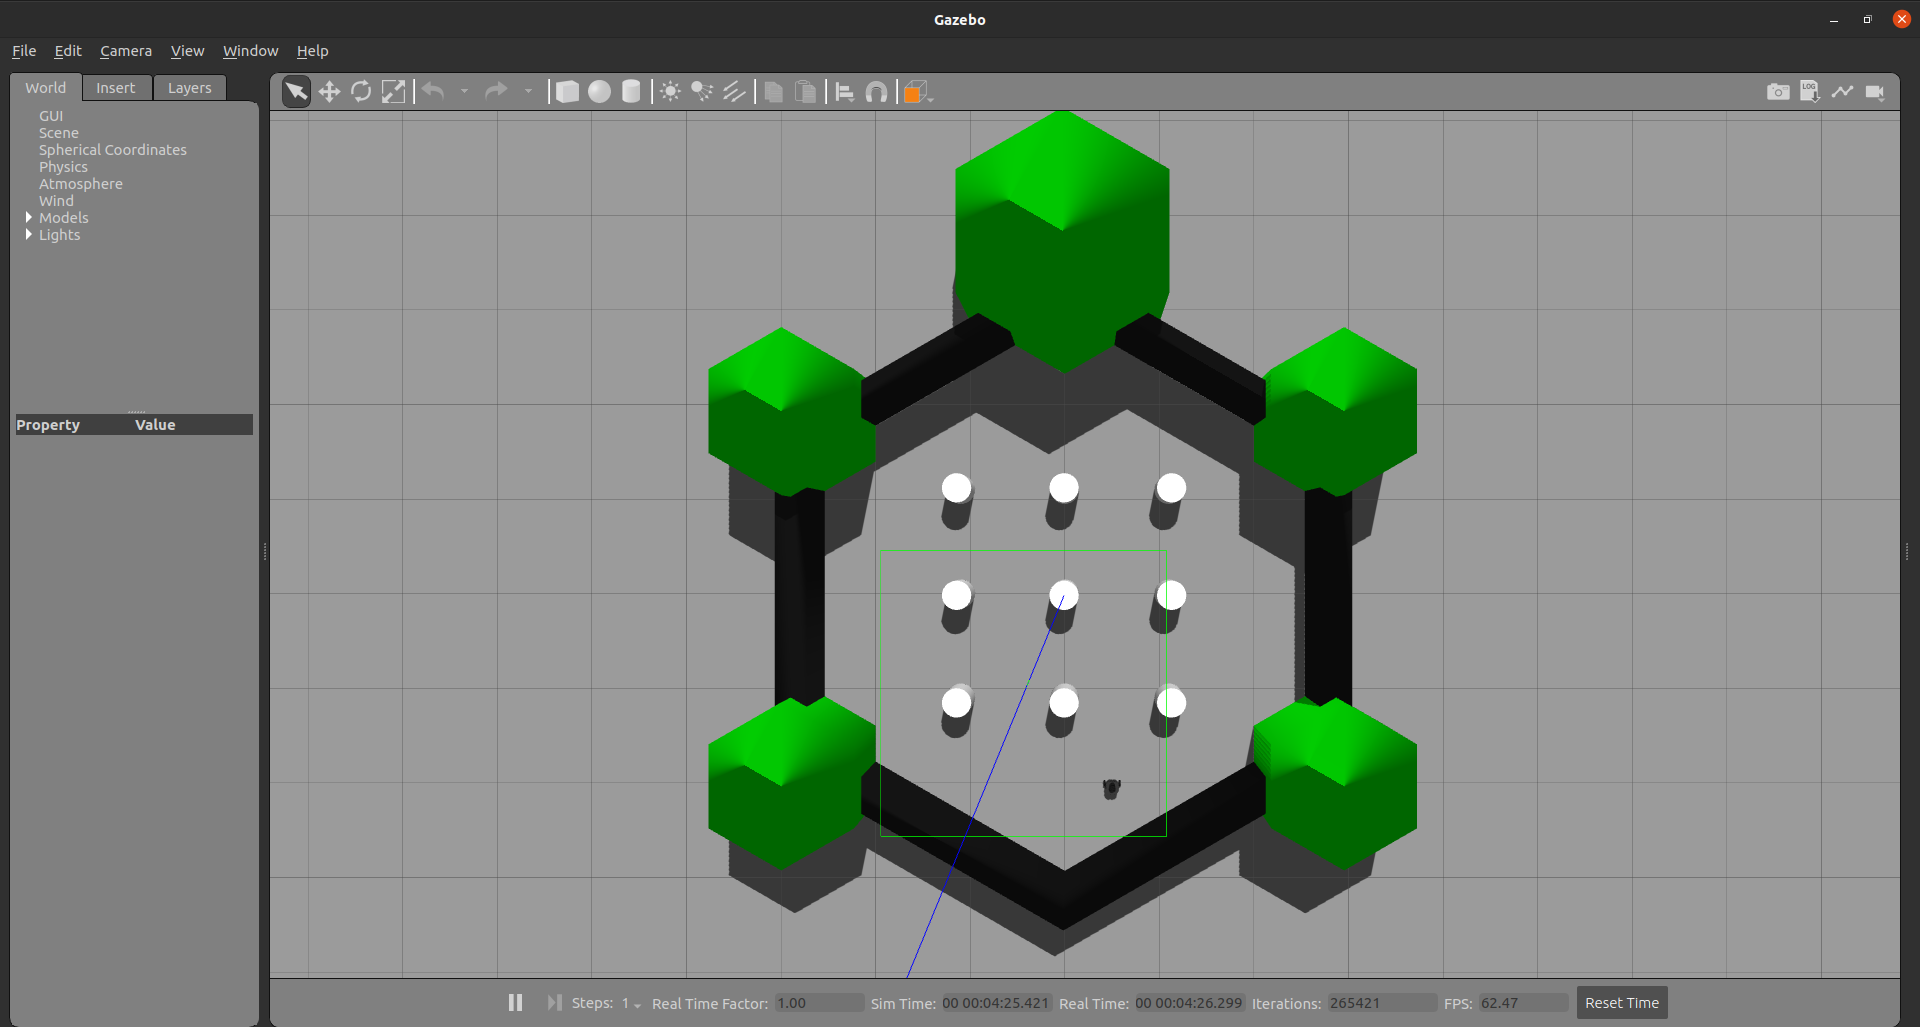 Gazebo
File Edit Camera View Window Help
World Insert Layers
LOG
GUI
Scene
Spherical Coordinates
Physics
Atmosphere
Wind
Models
Lights
Property Value
Steps: 1 Real Time Factor: 1.00 Sim Time: 00 00:04:25.421 Real Time: 00 00:04:26.299 Iterations: 265421 FPS: 62.47 Reset Time